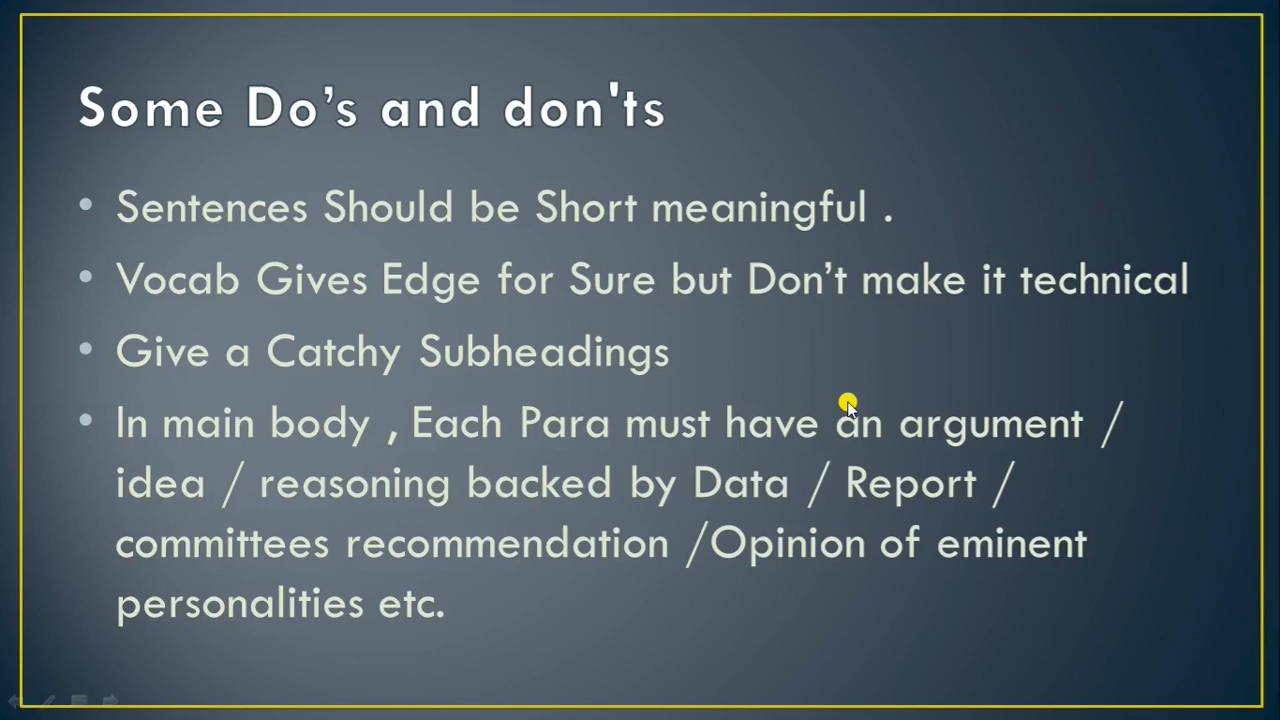 Some Do’s and don'ts
• Sentences Should be Short meaningful .
• Vocab Gives Edge for Sure but Don’t make it technical
• Give a Catchy Subheadings
• In main body , Each Para must have an argument /
idea / reasoning backed by Data / Report /
committees recommendation /Opinion of eminent
personalities etc.